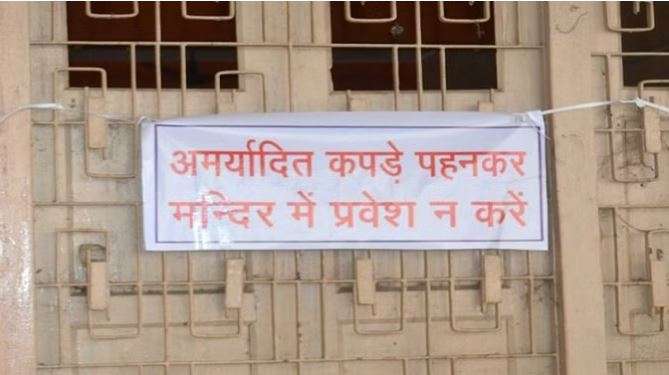 अमर्यादित कपड़े पहनकर
मन्दिर में प्रवेश न करें